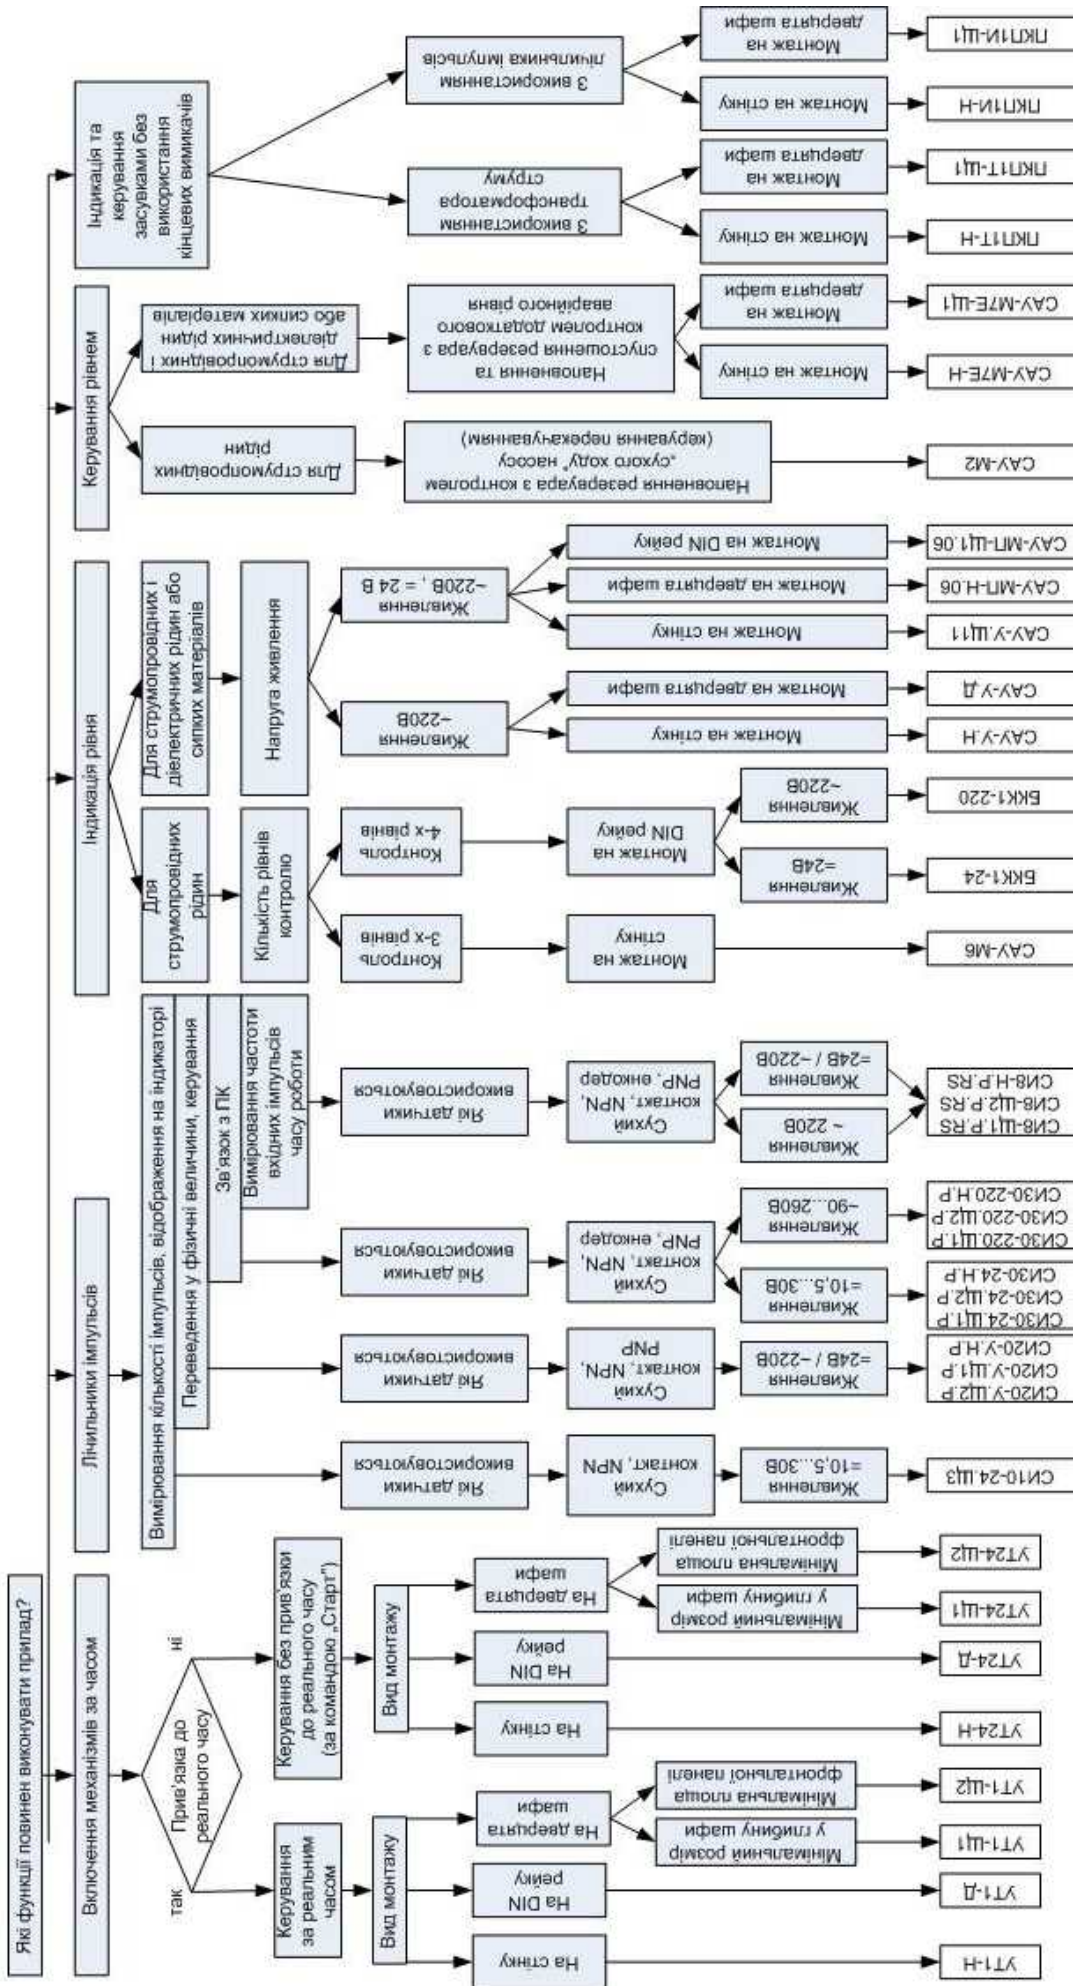 Які функції повинен виконувати прилад?
Включення механізмів за часом
Прив'язка до
реального часу
так
ні
Керування
за реальним
часом
Вид монтажу
На стінку
На DIN
рейку
На дверцята
шафи
Мінімальний розмір
у глибину шафи
Мінімальна площа
фронтальної панелі
УТ1-Н
УТ1-Д
УТ1-Щ1
УТ1-Щ2
Керування без прив'язки
до реального часу
(за командою „Старт")
Вид монтажу
На стінку
На DIN
рейку
На дверцята
шафи
Мінімальний розмір
у глибину шафи
Мінімальна площа
фронтальної панелі
УТ24-Н
УТ24-Д
УТ24-Щ1
УТ24-Щ2
Лічильники імпульсів
Вимірювання кількості імпульсів, відображення на індикаторі
Переведення у фізичні величини, керування
Зв'язок з ПК
Вимірювання частоти
вхідних імпульсів
часу роботи
Які датчики
використовуються
Сухий
контакт, NPN
Живлення
=10,5...30В
СИ10-24.Щ3
Які датчики
використовуються
Сухий
контакт, NPN,
PNP
Живлення
=24В / ~220В
СИ20-У.Щ2.Р
СИ20-У.Щ1.Р
СИ20-У.Н.Р
Які датчики
використовуються
Сухий
контакт, NPN,
PNP, енкодер
Живлення
=10,5...30В
Живлення
~90...260В
СИ30-24.Щ1.Р
СИ30-24.Щ2.Р
СИ30-24.Н.Р
СИ30-220.Щ1.Р
СИ30-220.Щ2.Р
СИ30-220.Н.Р
Які датчики
використовуються
Сухий
контакт, NPN,
PNP. енкодер
Живлення
~ 220В
Живлення
=24В / ~220В
СИ8-Щ1.Р.RS
СИ8-Щ2.Р.RS
СИ8-Н.Р.RS
Індикація рівня
Для
струмопровідних
рідин
Кількість рівнів
контролю
Контроль
3-х рівнів
Монтаж на
стінку
САУ-М6
Контроль
4-х рівнів
Монтаж на
DIN рейку
Живлення
=24В
Живлення
~220В
БКК1-24
БКК1-220
Для струмопровідних і
діелектричних рідин або
сипких матеріалів
Напруга живлення
Живлення
~220В
Монтаж на стінку
Монтаж на дверцята шафи
САУ-У.Н
САУ-У.Д
Живлення
~220В, = 24 В
Монтаж на стінку
Монтаж на дверцята шафи
Монтаж на DIN рейку
САУ-У.Щ11
САУ-МП-Н.06
САУ-МП-Щ1.06
Керування рівнем
Для струмопровідних
рідин
Наповнення резервуара з контролем
„сухого ходу" насосу
(керування перекачуванням)
САУ-М2
Для струмопровідних і
діелектричних рідин
або сипких матеріалів
Наповнення та
спустошення резервуара з
контролем додаткового
аварійного рівня
Монтаж на стінку
Монтаж на
дверцята шафи
САУ-М7Е-Н
САУ-М7Е-Щ1
Індикація та
керування
засувками без
використання
кінцевих вимикачів
З використанням
трансформатора
струму
Монтаж на стінку
Монтаж на
дверцята шафи
ПКП1Т-Н
ПКП1Т-Щ1
З використанням
лічильника імпульсів
Монтаж на стінку
Монтаж на
дверцята шафи
ПКП1И-Н
ПКП1И-Щ1